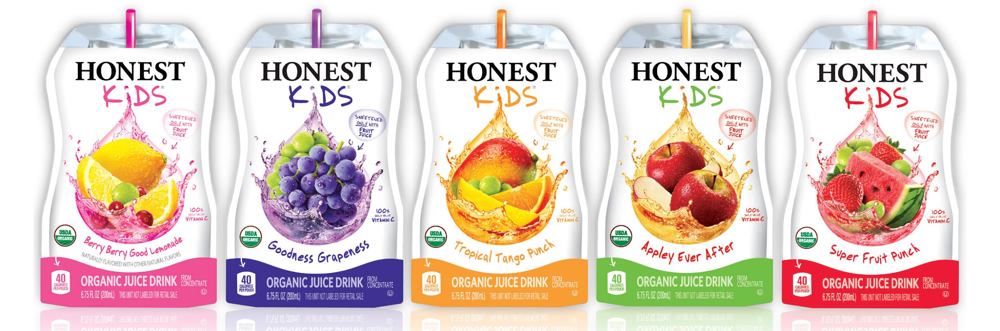 HONEST
KiDS®
SWEETENED
ONLY WITH
FRUIT
JUICE
100%
DAILY VALUE
VITAMIN C
USDA
ORGANIC
Berry Berry Good Lemonade
NATURALLY FLAVORED WITH OTHER NATURAL FLAVORS
40
CALORIES
PER POUCH
ORGANIC JUICE DRINK
FROM
CONCENTRATE
6.75 FL OZ (200mL) THIS UNIT NOT LABELED FOR RETAIL SALE
U
HONEST
KiDS®
SWEETENED
ONLY WITH
FRUIT
JUICE
100%
DAILY VALUE
VITAMIN C
USDA
ORGANIC
Goodness Grapeness
40
CALORIES
PER POUCH
ORGANIC JUICE DRINK
FROM
CONCENTRATE
6.75 FL OZ (200mL) THIS UNIT NOT LABELED FOR RETAIL SALE
U
HONEST
KiDS®
SWEETENED
ONLY WITH
FRUIT
JUICE
100%
DAILY VALUE
VITAMIN C
USDA
ORGANIC
Tropical Tango Punch
40
CALORIES
PER POUCH
ORGANIC JUICE DRINK
FROM
CONCENTRATE
6.75 FL OZ (200mL) THIS UNIT NOT LABELED FOR RETAIL SALE
U
HONEST
KiDS®
SWEETENED
ONLY WITH
FRUIT
JUICE
100%
DAILY VALUE
VITAMIN C
USDA
ORGANIC
Appley Ever After
40
CALORIES
PER POUCH
ORGANIC JUICE DRINK
FROM
CONCENTRATE
6.75 FL OZ (200mL) THIS UNIT NOT LABELED FOR RETAIL SALE
U
HONEST
KiDS®
SWEETENED
ONLY WITH
FRUIT
JUICE
100%
DAILY VALUE
VITAMIN C
USDA
ORGANIC
Super Fruit Punch
40
CALORIES
PER POUCH
ORGANIC JUICE DRINK
FROM
CONCENTRATE
6.75 FL OZ (200mL) THIS UNIT NOT LABELED FOR RETAIL SALE
U